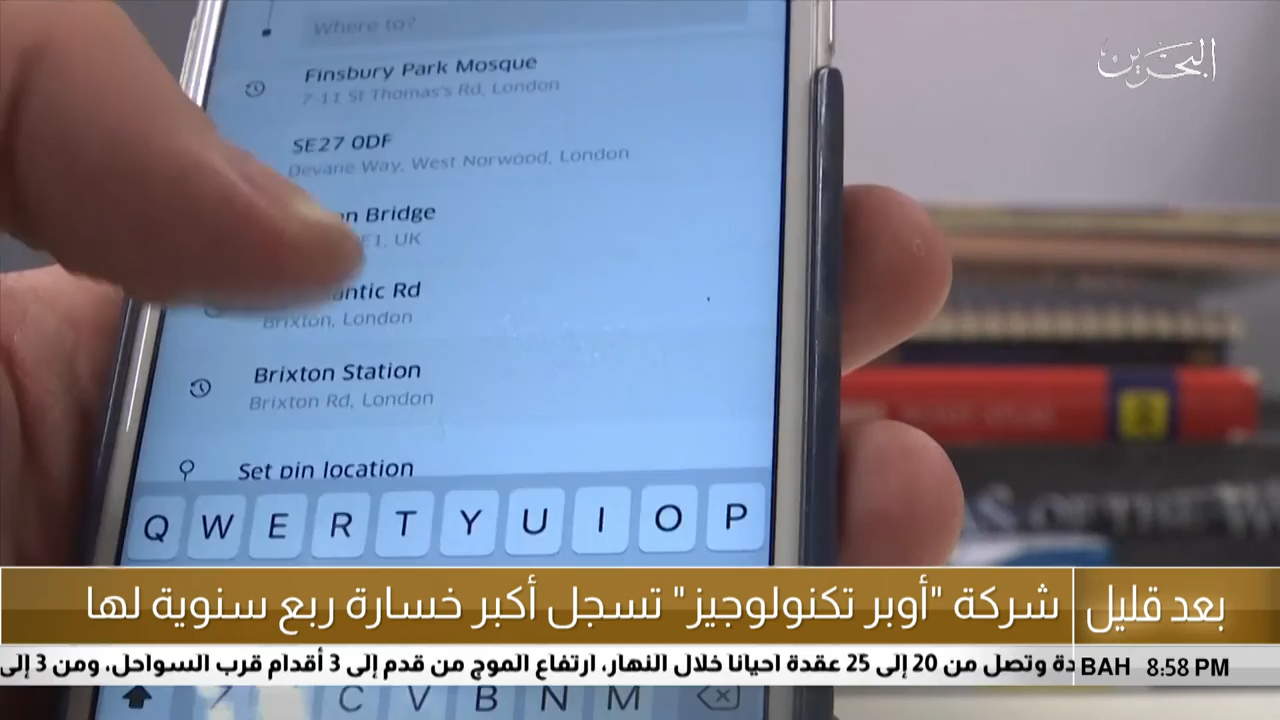 البحرين
Where to?
Finsbury Park Mosque
7-11 St Thomas's Rd, London
SE27 0DF
Devane Way, West Norwood, London
Bridge
UK
Rd
Brixton, London
Brixton Station
Brixton Rd, London
Set pin location
Q W E R T Y U I O P
بعد قليل
شركة "أوبر تكنولوجيز" تسجل أكبر خسارة ربع سنوية لها
وتصل من 20 إلى 25 عقدة احيانا خلال النهار، ارتفاع الموج من قدم إلى 3 أقدام قرب السواحل، ومن 3 إلى
BAH 8:58 PM
C V B N M